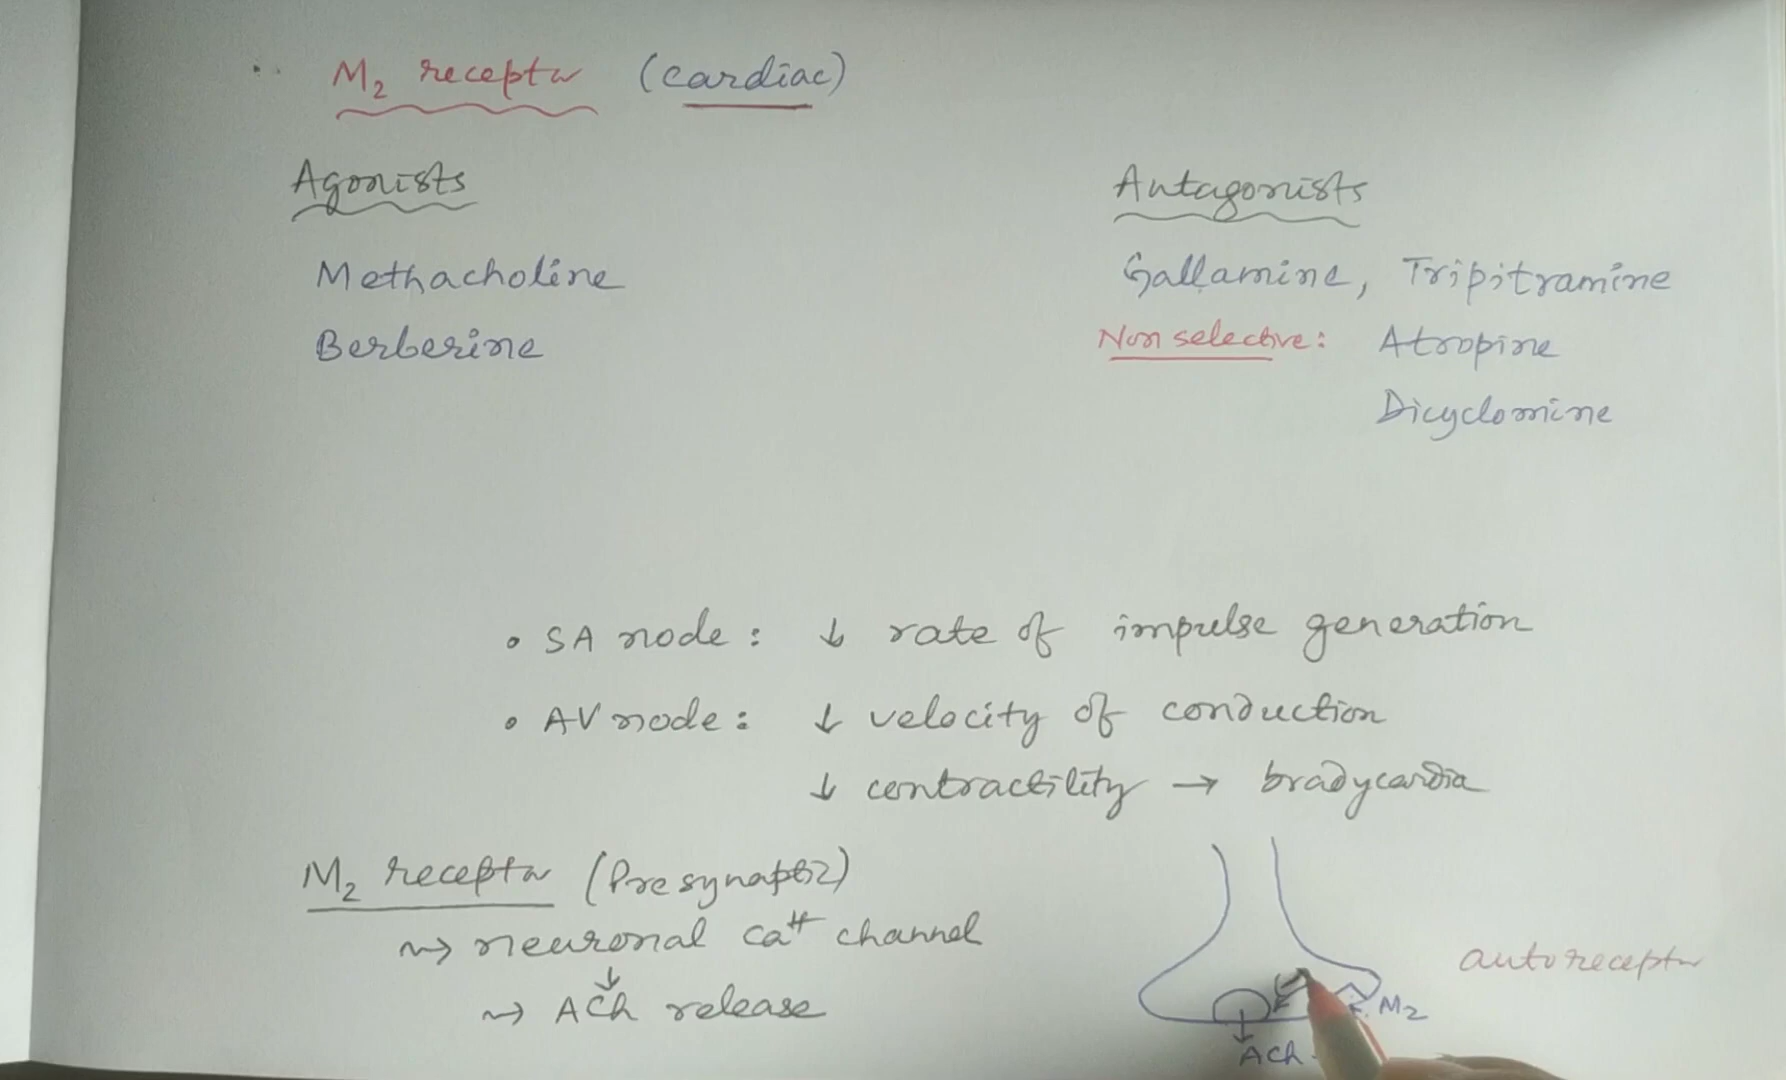 M2 receptor (cardiac)
Agonists
Antagonists
Methacholine
Gallamine, Tripitramine
Berberine
Non selective: Atropine
Dicyclomine
• SA node: ↓ rate of impulse generation
• AV node: ↓ velocity of conduction
↓ contractility → bradycardia
M2 receptor (Presynaptic)
⇝ neuronal Ca++ channel
↓
⇝ ACh release
autoreceptor
M2
ACh